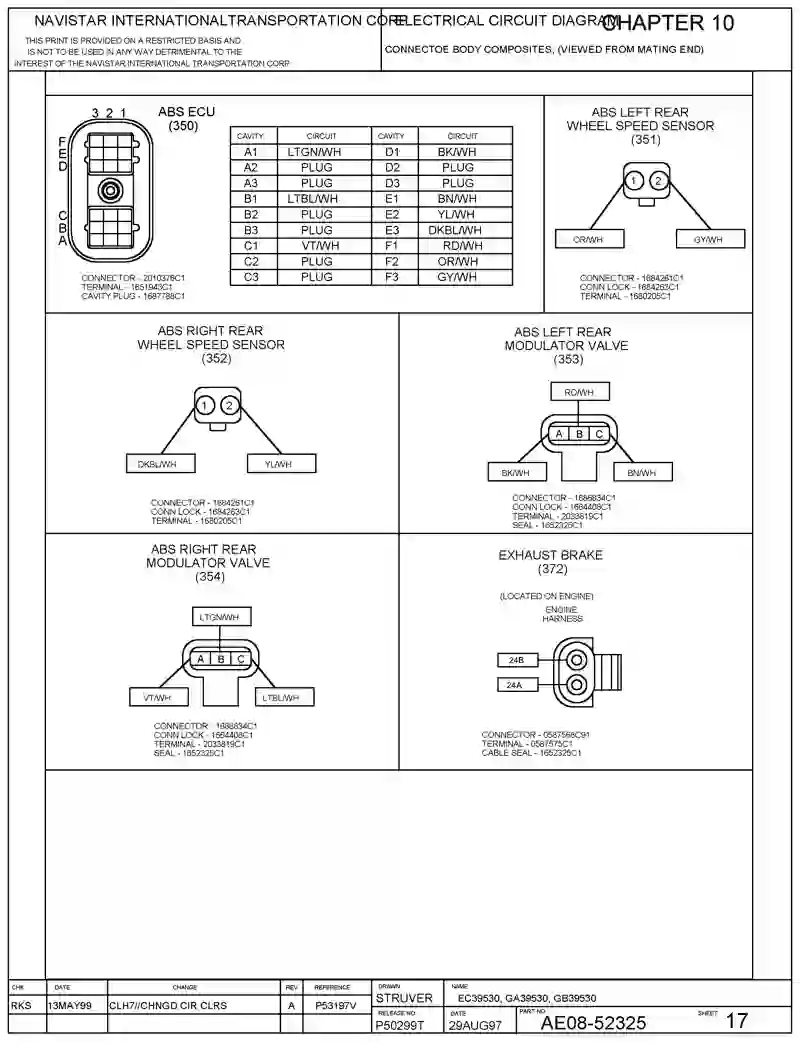 NAVISTAR INTERNATIONALTRANSPORTATION CORP
ELECTRICAL CIRCUIT DIAGRAM
CHAPTER 10
THIS PRINT IS PROVIDED ON A RESTRICTED BASIS AND
IS NOT TO BE USED IN ANY WAY DETRIMENTAL TO THE
INTEREST OF THE NAVISTAR INTERNATIONAL TRANSPORTATION CORP
CONNECTOE BODY COMPOSITES, (VIEWED FROM MATING END)
3 2 1
ABS ECU
(350)
F
E
D
C
B
A
CONNECTOR - 2010376C1
TERMINAL - 1651943C1
CAVITY PLUG - 1687788C1
CAVITY CIRCUIT CAVITY CIRCUIT
A1 LTGN/WH D1 BK/WH
A2 PLUG D2 PLUG
A3 PLUG D3 PLUG
B1 LTBL/WH E1 BN/WH
B2 PLUG E2 YL/WH
B3 PLUG E3 DKBL/WH
C1 VT/WH F1 RD/WH
C2 PLUG F2 OR/WH
C3 PLUG F3 GY/WH
ABS LEFT REAR
WHEEL SPEED SENSOR
(351)
1 2
OR/WH GY/WH
CONNECTOR - 1684261C1
CONN LOCK - 1684263C1
TERMINAL - 1680205C1
ABS RIGHT REAR
WHEEL SPEED SENSOR
(352)
1 2
DKBL/WH YL/WH
CONNECTOR - 1684261C1
CONN LOCK - 1684263C1
TERMINAL - 1680205C1
ABS LEFT REAR
MODULATOR VALVE
(353)
RD/WH
A B C
BK/WH BN/WH
CONNECTOR - 1686834C1
CONN LOCK - 1664408C1
TERMINAL - 2033819C1
SEAL - 1652325C1
ABS RIGHT REAR
MODULATOR VALVE
(354)
LTGN/WH
A B C
VT/WH LTBL/WH
CONNECTOR - 1686834C1
CONN LOCK - 1664408C1
TERMINAL - 2033819C1
SEAL - 1652325C1
EXHAUST BRAKE
(372)
(LOCATED ON ENGINE)
ENGINE
HARNESS
24B
24A
CONNECTOR - 0587568C91
TERMINAL - 0587575C1
CABLE SEAL - 1652325C1
CHK DATE CHANGE REV REFERENCE
RKS 13MAY99 CLH7//CHNGD CIR CLRS A P53197V
DRAWN
STRUVER
NAME
EC39530, GA39530, GB39530
RELEASE NO
P50299T
DATE
29AUG97
PART NO
AE08-52325
SHEET 17